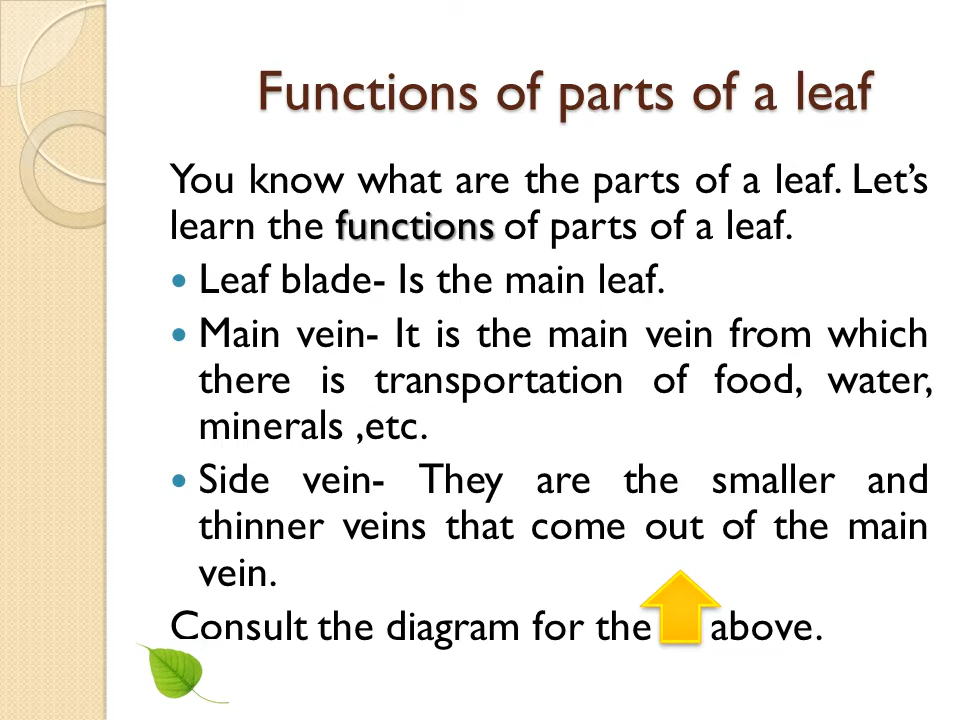 Functions of parts of a leaf
You know what are the parts of a leaf. Let’s
learn the functions of parts of a leaf.
• Leaf blade- Is the main leaf.
• Main vein- It is the main vein from which
there is transportation of food, water,
minerals ,etc.
• Side vein- They are the smaller and
thinner veins that come out of the main
vein.
Consult the diagram for the above.